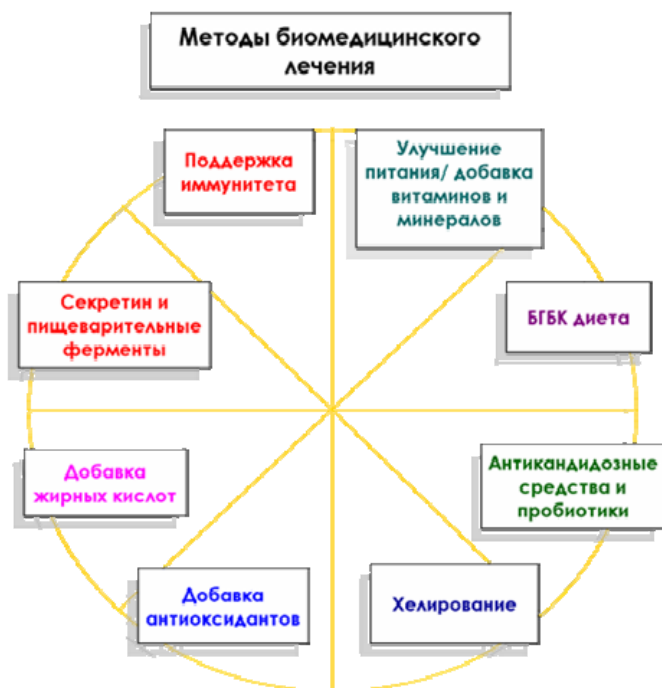 Методы биомедицинского
лечения
Поддержка
иммунитета
Улучшение
питания/ добавка
витаминов и
минералов
Секретин и
пищеварительные
ферменты
БГБК диета
Добавка
жирных кислот
Антикандидозные
средства и
пробиотики
Добавка
антиоксидантов
Хелирование